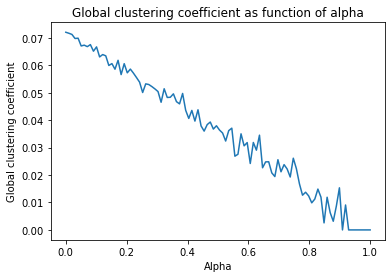 Global clustering coefficient as function of alpha
Global clustering coefficient
0.07
0.06
0.05
0.04
0.03
0.02
0.01
0.00
0.0 0.2 0.4 0.6 0.8 1.0
Alpha